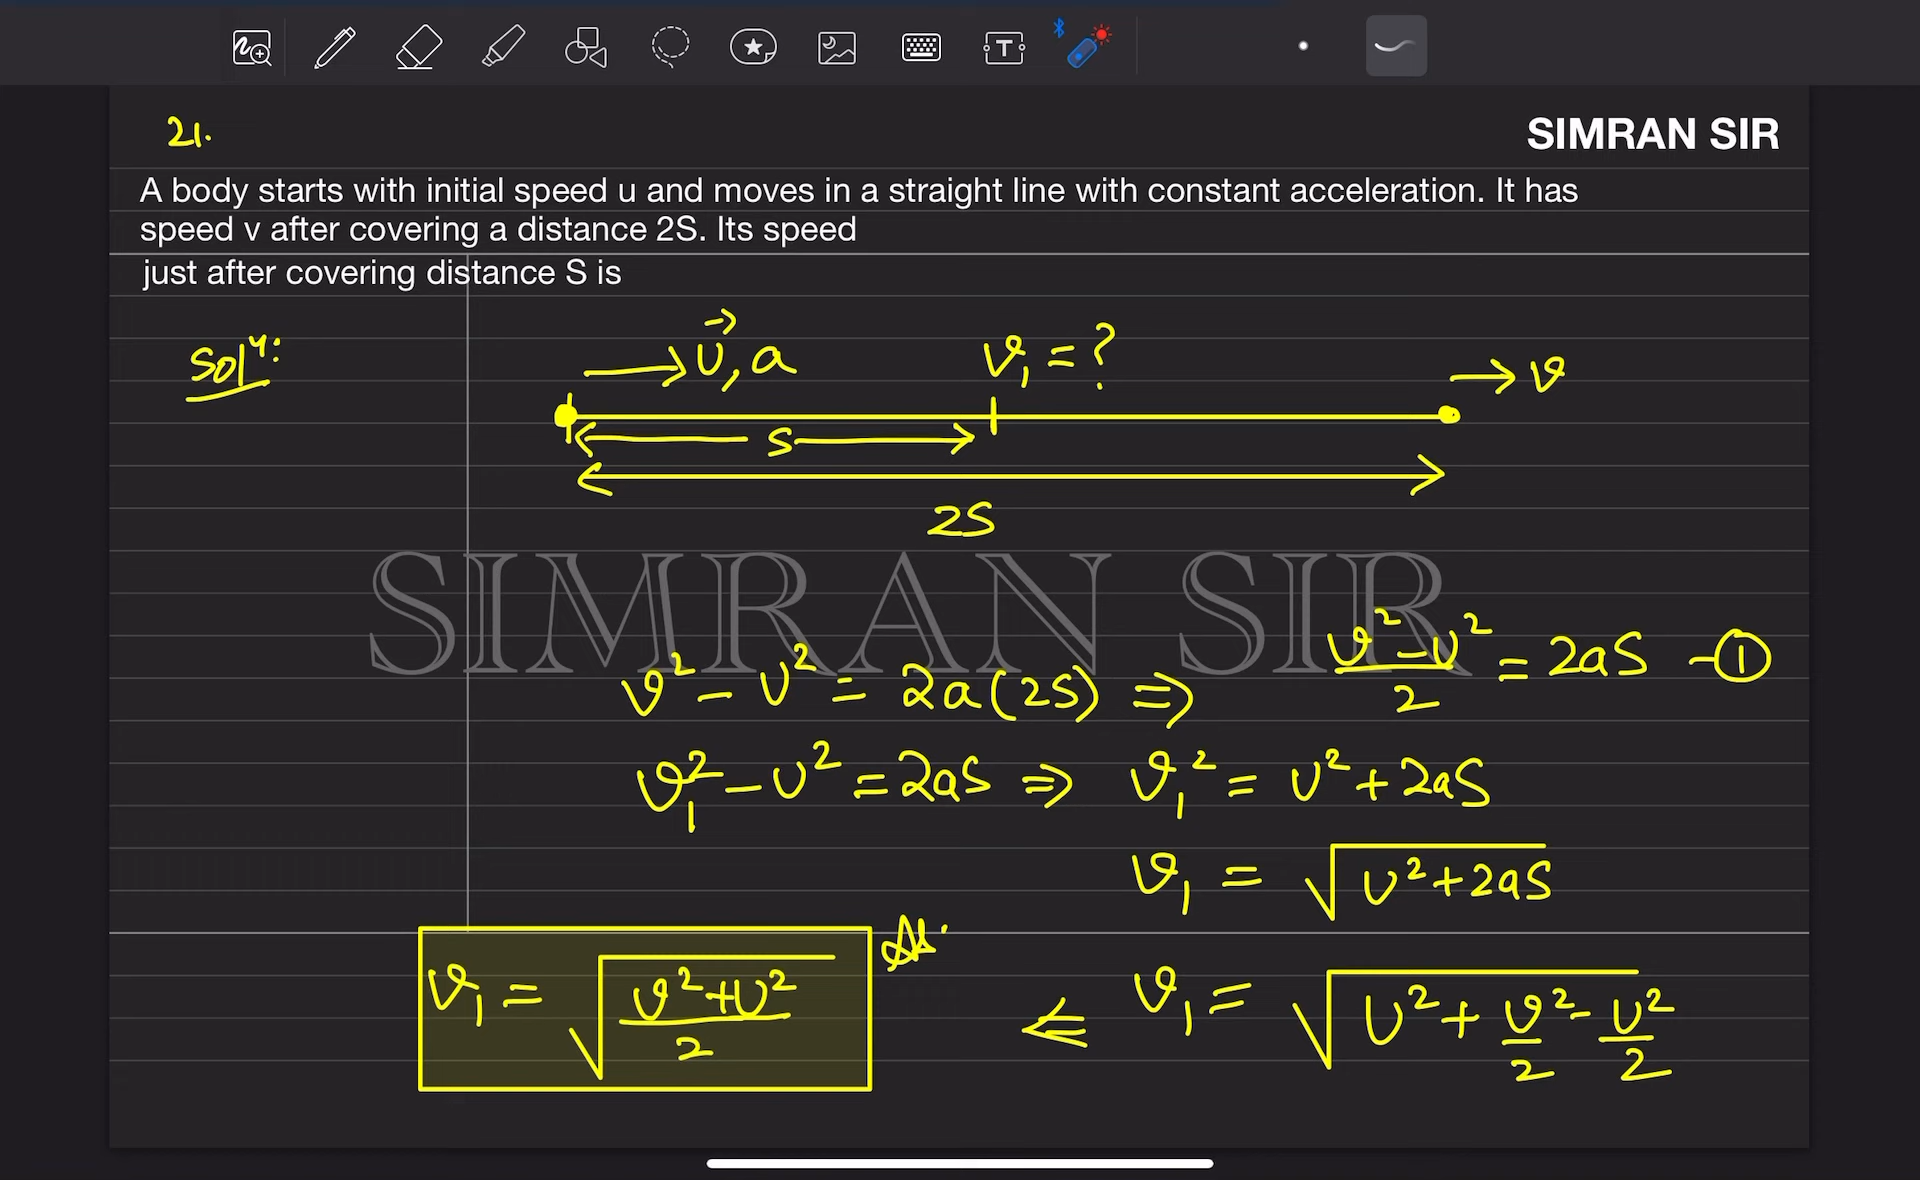 21.
SIMRAN SIR
A body starts with initial speed u and moves in a straight line with constant acceleration. It has
speed v after covering a distance 2S. Its speed
just after covering distance S is
Solⁿ:
→ U⃗, a
v₁ = ?
→ v
S
2S
SIMRAN SIR
v² - U² = 2a(2S) ⇒ (v² - U²)/2 = 2aS -①
v₁² - U² = 2aS ⇒ v₁² = U² + 2aS
v₁ = √(U² + 2aS)
v₁ = √(U² + v²/2 - U²/2)
⇐
v₁ = √((v² + U²)/2)